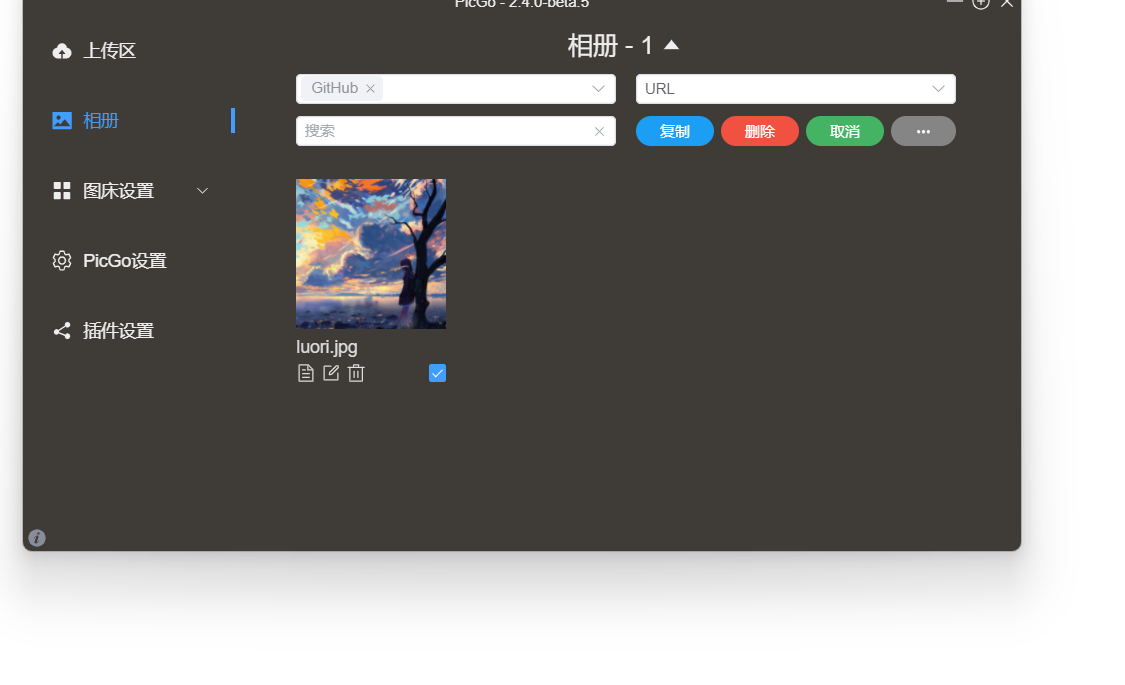 PicGo - 2.4.0-beta.5
上传区
相册
图床设置
PicGo设置
插件设置
相册 - 1
GitHub
URL
搜索
复制 删除 取消
luori.jpg